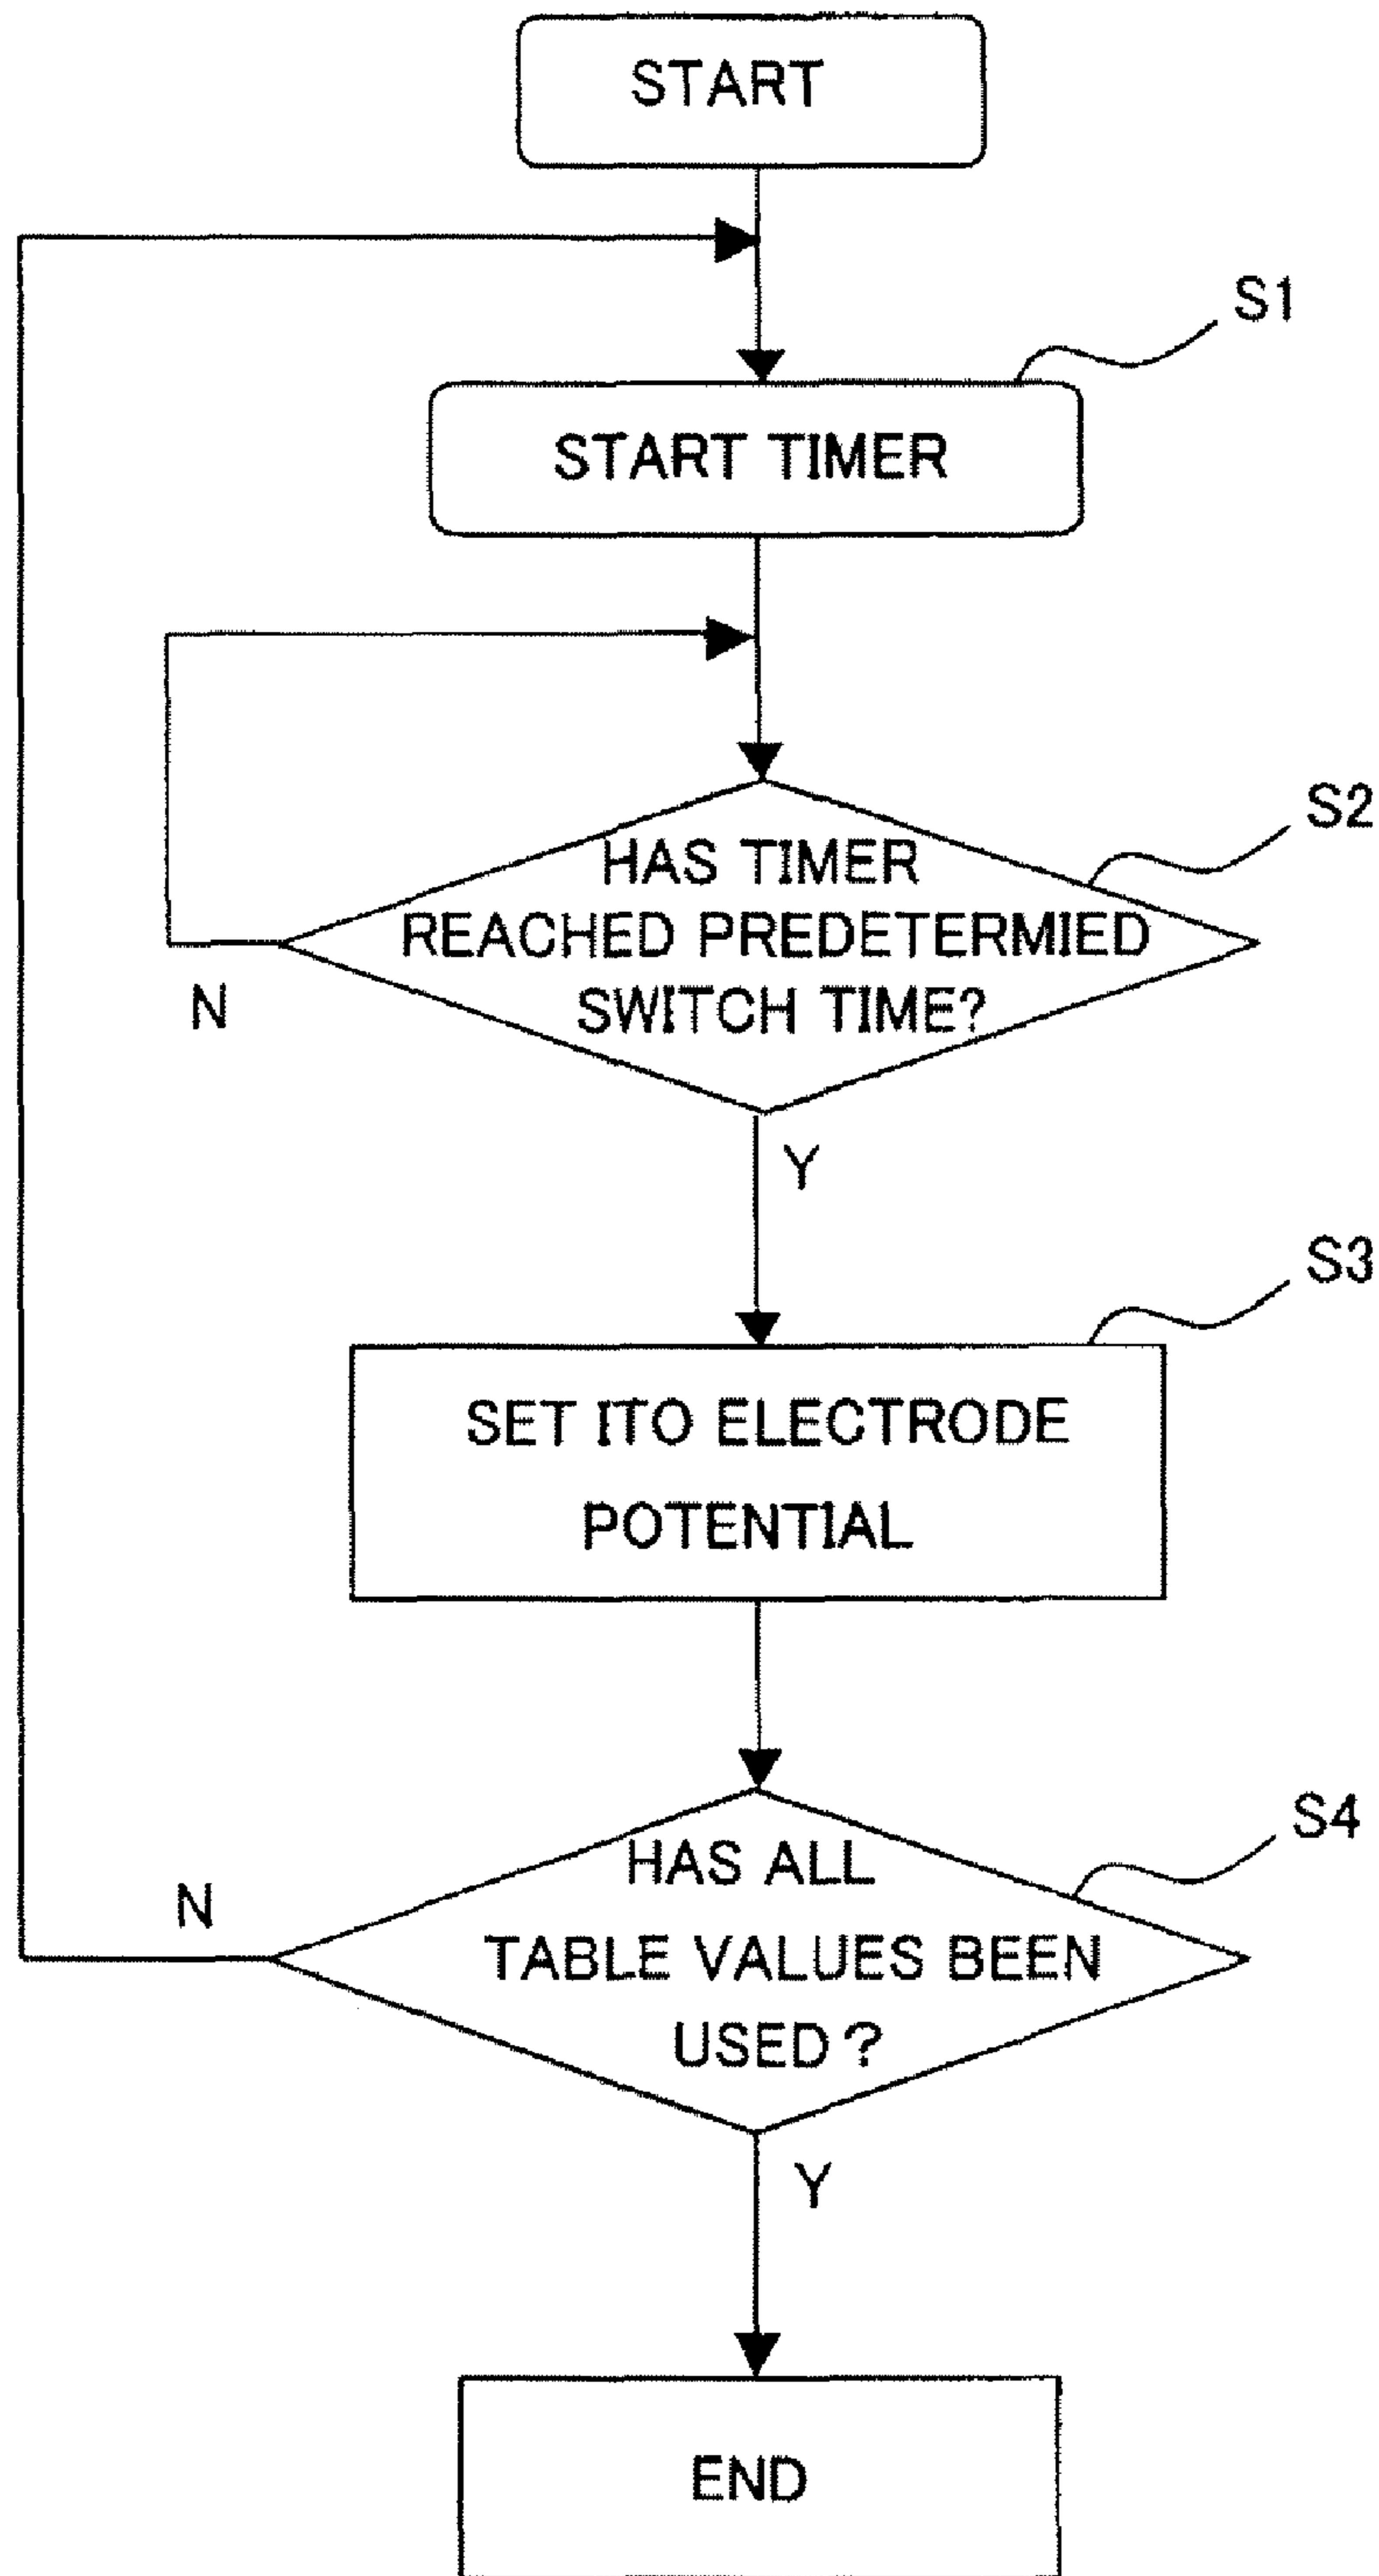 START
S1
START TIMER
S2
HAS TIMER
REACHED PREDETERMIED
SWITCH TIME?
N
Y
S3
SET ITO ELECTRODE
POTENTIAL
S4
HAS ALL
N
TABLE VALUES BEEN
USED ?
Y
END